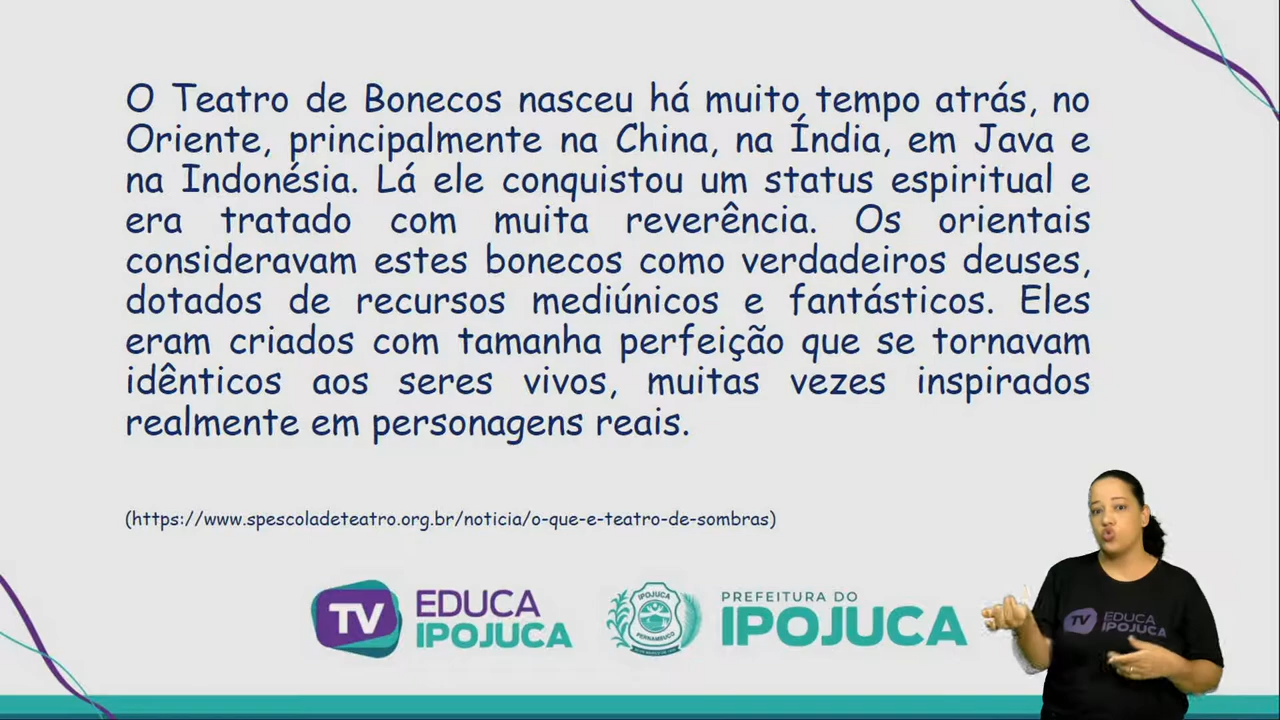 O Teatro de Bonecos nasceu há muito tempo atrás, no
Oriente, principalmente na China, na Índia, em Java e
na Indonésia. Lá ele conquistou um status espiritual e
era tratado com muita reverência. Os orientais
consideravam estes bonecos como verdadeiros deuses,
dotados de recursos mediúnicos e fantásticos. Eles
eram criados com tamanha perfeição que se tornavam
idênticos aos seres vivos, muitas vezes inspirados
realmente em personagens reais.
(https://www.spescoladeteatro.org.br/noticia/o-que-e-teatro-de-sombras)
TV EDUCA
IPOJUCA
IPOJUCA
PERNAMBUCO
PREFEITURA DO
IPOJUCA
TV EDUCA
IPOJUCA